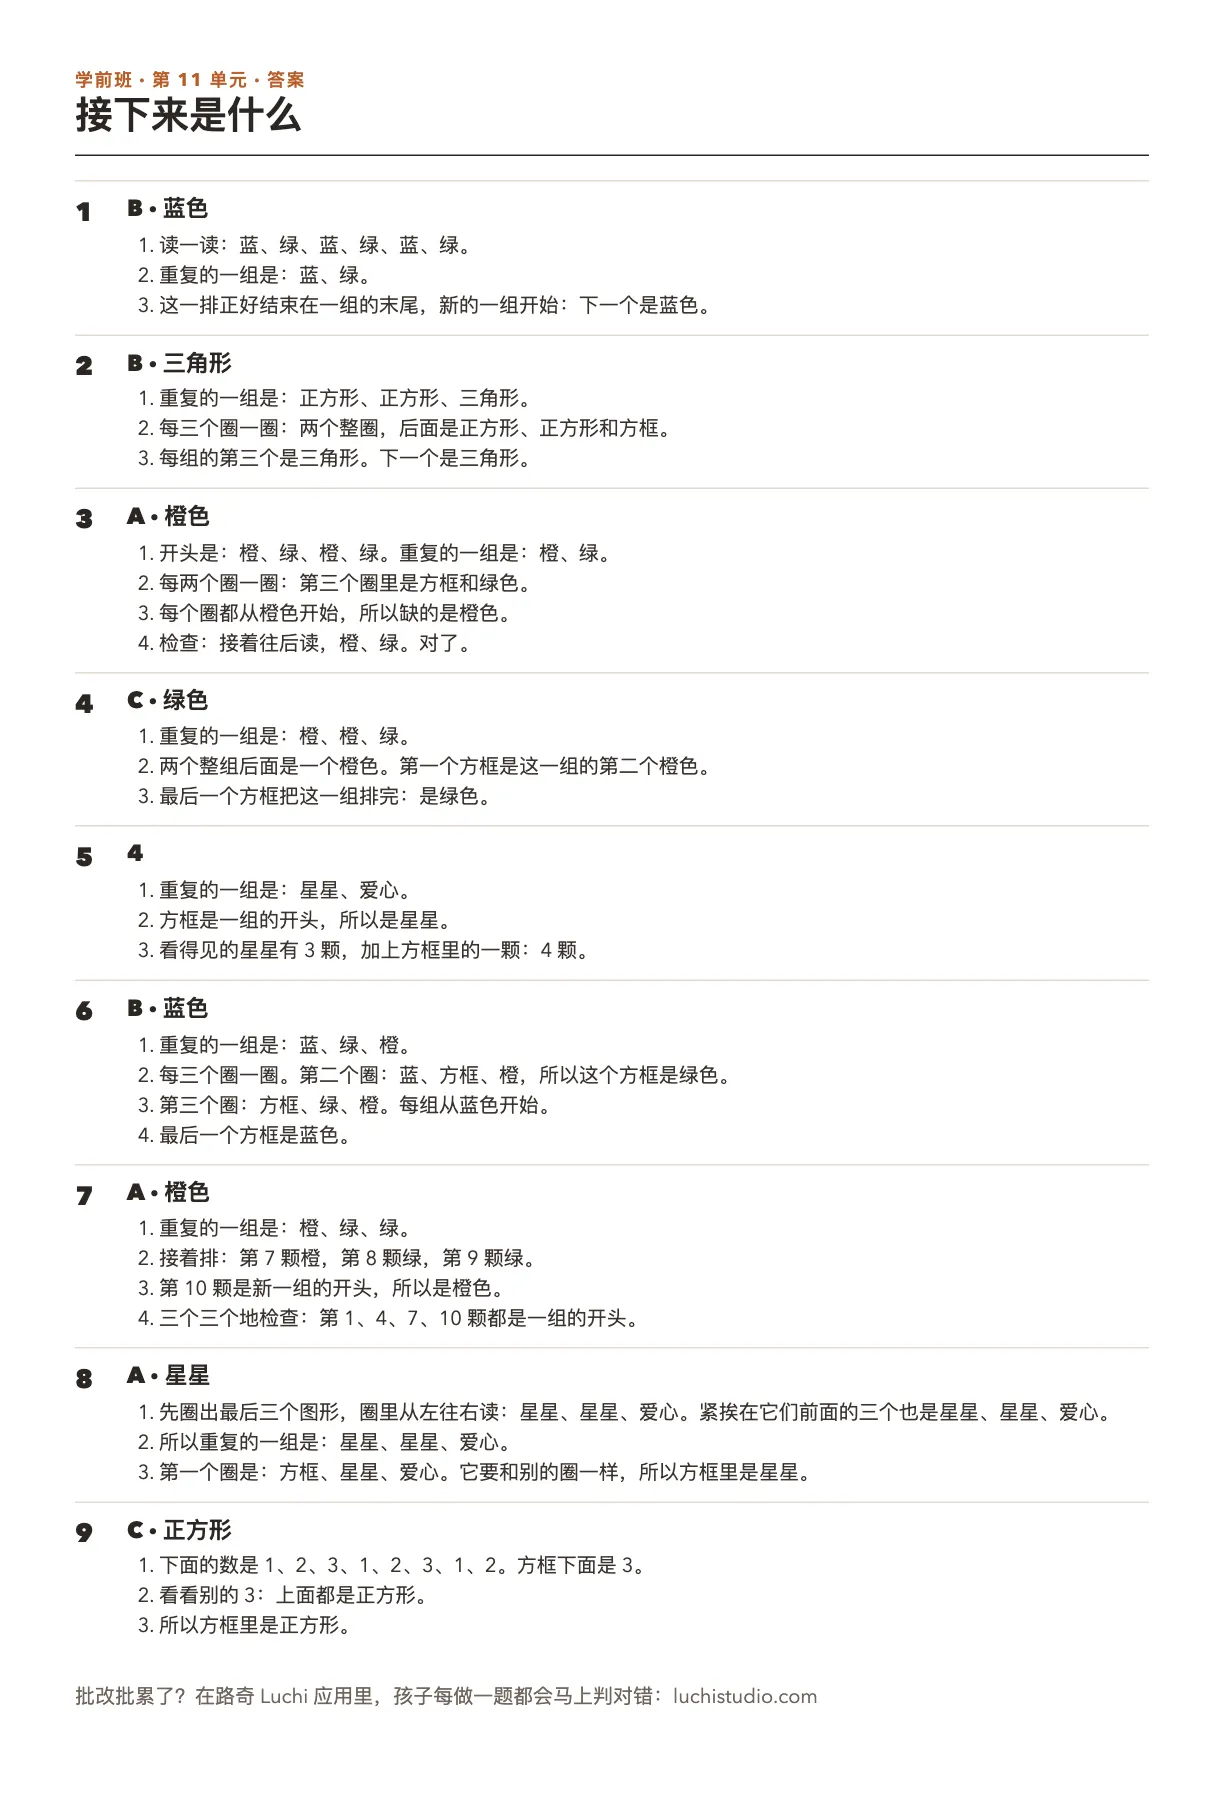 学前班・第 11 单元・答案
接下来是什么
1 B・蓝色
1. 读一读：蓝、绿、蓝、绿、蓝、绿。
2. 重复的一组是：蓝、绿。
3. 这一排正好结束在一组的末尾，新的一组开始：下一个是蓝色。
2 B・三角形
1. 重复的一组是：正方形、正方形、三角形。
2. 每三个圈一圈：两个整圈，后面是正方形、正方形和方框。
3. 每组的第三个是三角形。下一个是三角形。
3 A・橙色
1. 开头是：橙、绿、橙、绿。重复的一组是：橙、绿。
2. 每两个圈一圈：第三个圈里是方框和绿色。
3. 每个圈都从橙色开始，所以缺的是橙色。
4. 检查：接着往后读，橙、绿。对了。
4 C・绿色
1. 重复的一组是：橙、橙、绿。
2. 两个整组后面是一个橙色。第一个方框是这一组的第二个橙色。
3. 最后一个方框把这一组排完：是绿色。
5 4
1. 重复的一组是：星星、爱心。
2. 方框是一组的开头，所以是星星。
3. 看得见的星星有 3 颗，加上方框里的一颗：4 颗。
6 B・蓝色
1. 重复的一组是：蓝、绿、橙。
2. 每三个圈一圈。第二个圈：蓝、方框、橙，所以这个方框是绿色。
3. 第三个圈：方框、绿、橙。每组从蓝色开始。
4. 最后一个方框是蓝色。
7 A・橙色
1. 重复的一组是：橙、绿、绿。
2. 接着排：第 7 颗橙，第 8 颗绿，第 9 颗绿。
3. 第 10 颗是新一组的开头，所以是橙色。
4. 三个三个地检查：第 1、4、7、10 颗都是一组的开头。
8 A・星星
1. 先圈出最后三个图形，圈里从左往右读：星星、星星、爱心。紧挨在它们前面的三个也是星星、星星、爱心。
2. 所以重复的一组是：星星、星星、爱心。
3. 第一个圈是：方框、星星、爱心。它要和别的圈一样，所以方框里是星星。
9 C・正方形
1. 下面的数是 1、2、3、1、2、3、1、2。方框下面是 3。
2. 看看别的 3：上面都是正方形。
3. 所以方框里是正方形。
批改批累了？在路奇 Luchi 应用里，孩子每做一题都会马上判对错：luchistudio.com